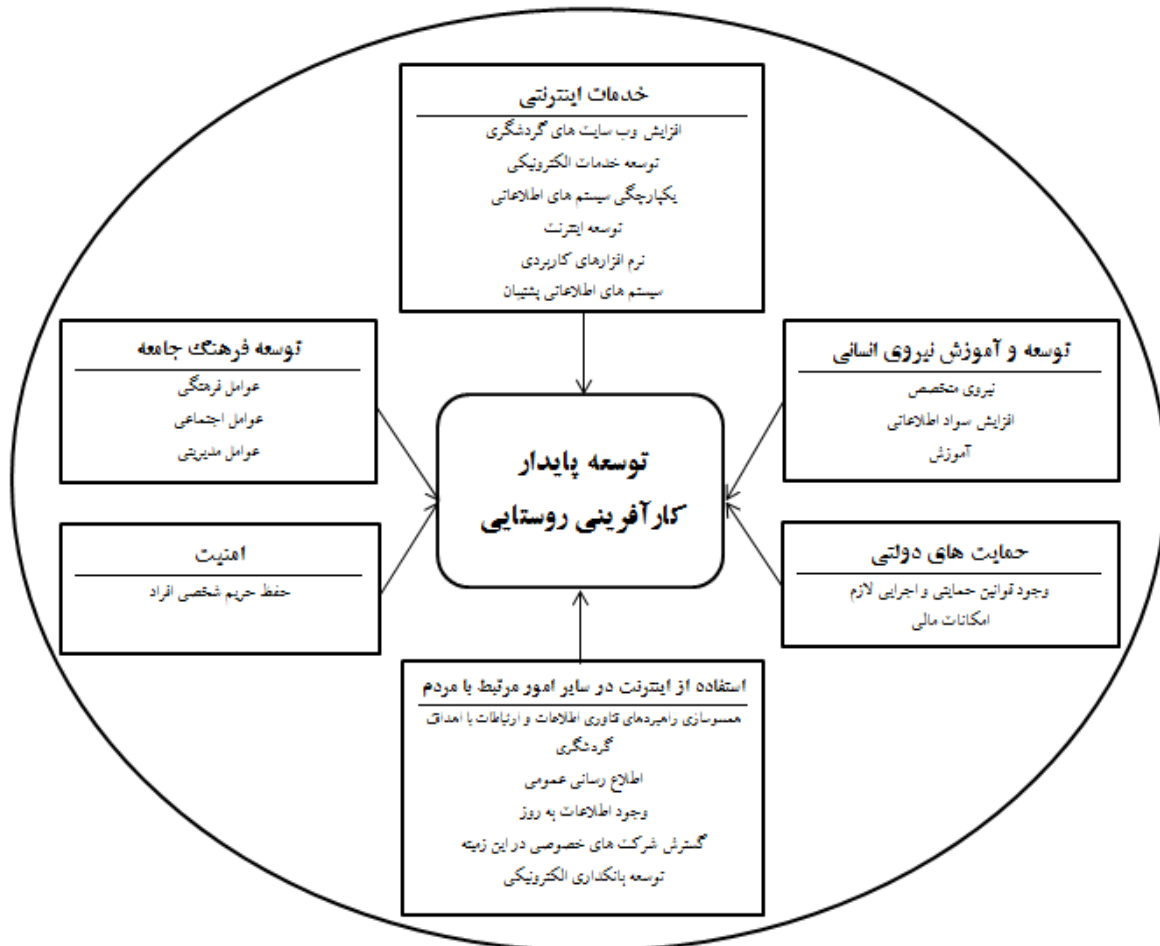 خدمات اینترنتی
افزایش وب سایت های گردشگری
توسعه خدمات الکترونیکی
یکپارچگی سیستم های اطلاعاتی
توسعه اینترنت
نرم افزارهای کاربردی
سیستم های اطلاعاتی پشتیبان
توسعه و آموزش نیروی انسانی
نیروی متخصص
افزایش سواد اطلاعاتی
آموزش
توسعه فرهنگ جامعه
عوامل فرهنگی
عوامل اجتماعی
عوامل مدیریتی
توسعه پایدار
کارآفرینی روستایی
حمایت های دولتی
وجود قوانین حمایتی و اجرایی لازم
امکانات مالی
امنیت
حفظ حریم شخصی افراد
استفاده از اینترنت در سایر امور مرتبط با مردم
همسوسازی راهبردهای فناوری اطلاعات و ارتباطات با اهداف
گردشگری
اطلاع رسانی عمومی
وجود اطلاعات به روز
گسترش شرکت های خصوصی در این زمینه
توسعه بانکداری الکترونیکی